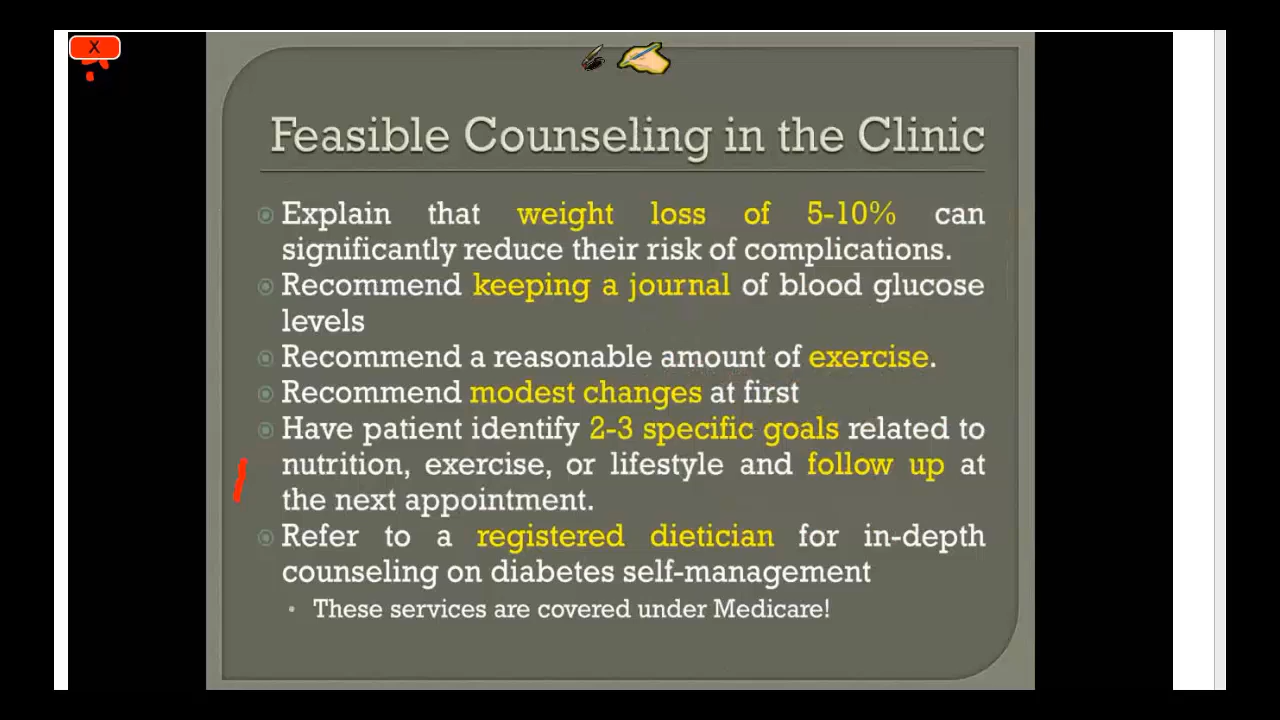 X
Feasible Counseling in the Clinic
Explain that weight loss of 5-10% can
significantly reduce their risk of complications.
Recommend keeping a journal of blood glucose
levels
Recommend a reasonable amount of exercise.
Recommend modest changes at first
Have patient identify 2-3 specific goals related to
nutrition, exercise, or lifestyle and follow up at
the next appointment.
Refer to a registered dietician for in-depth
counseling on diabetes self-management
• These services are covered under Medicare!